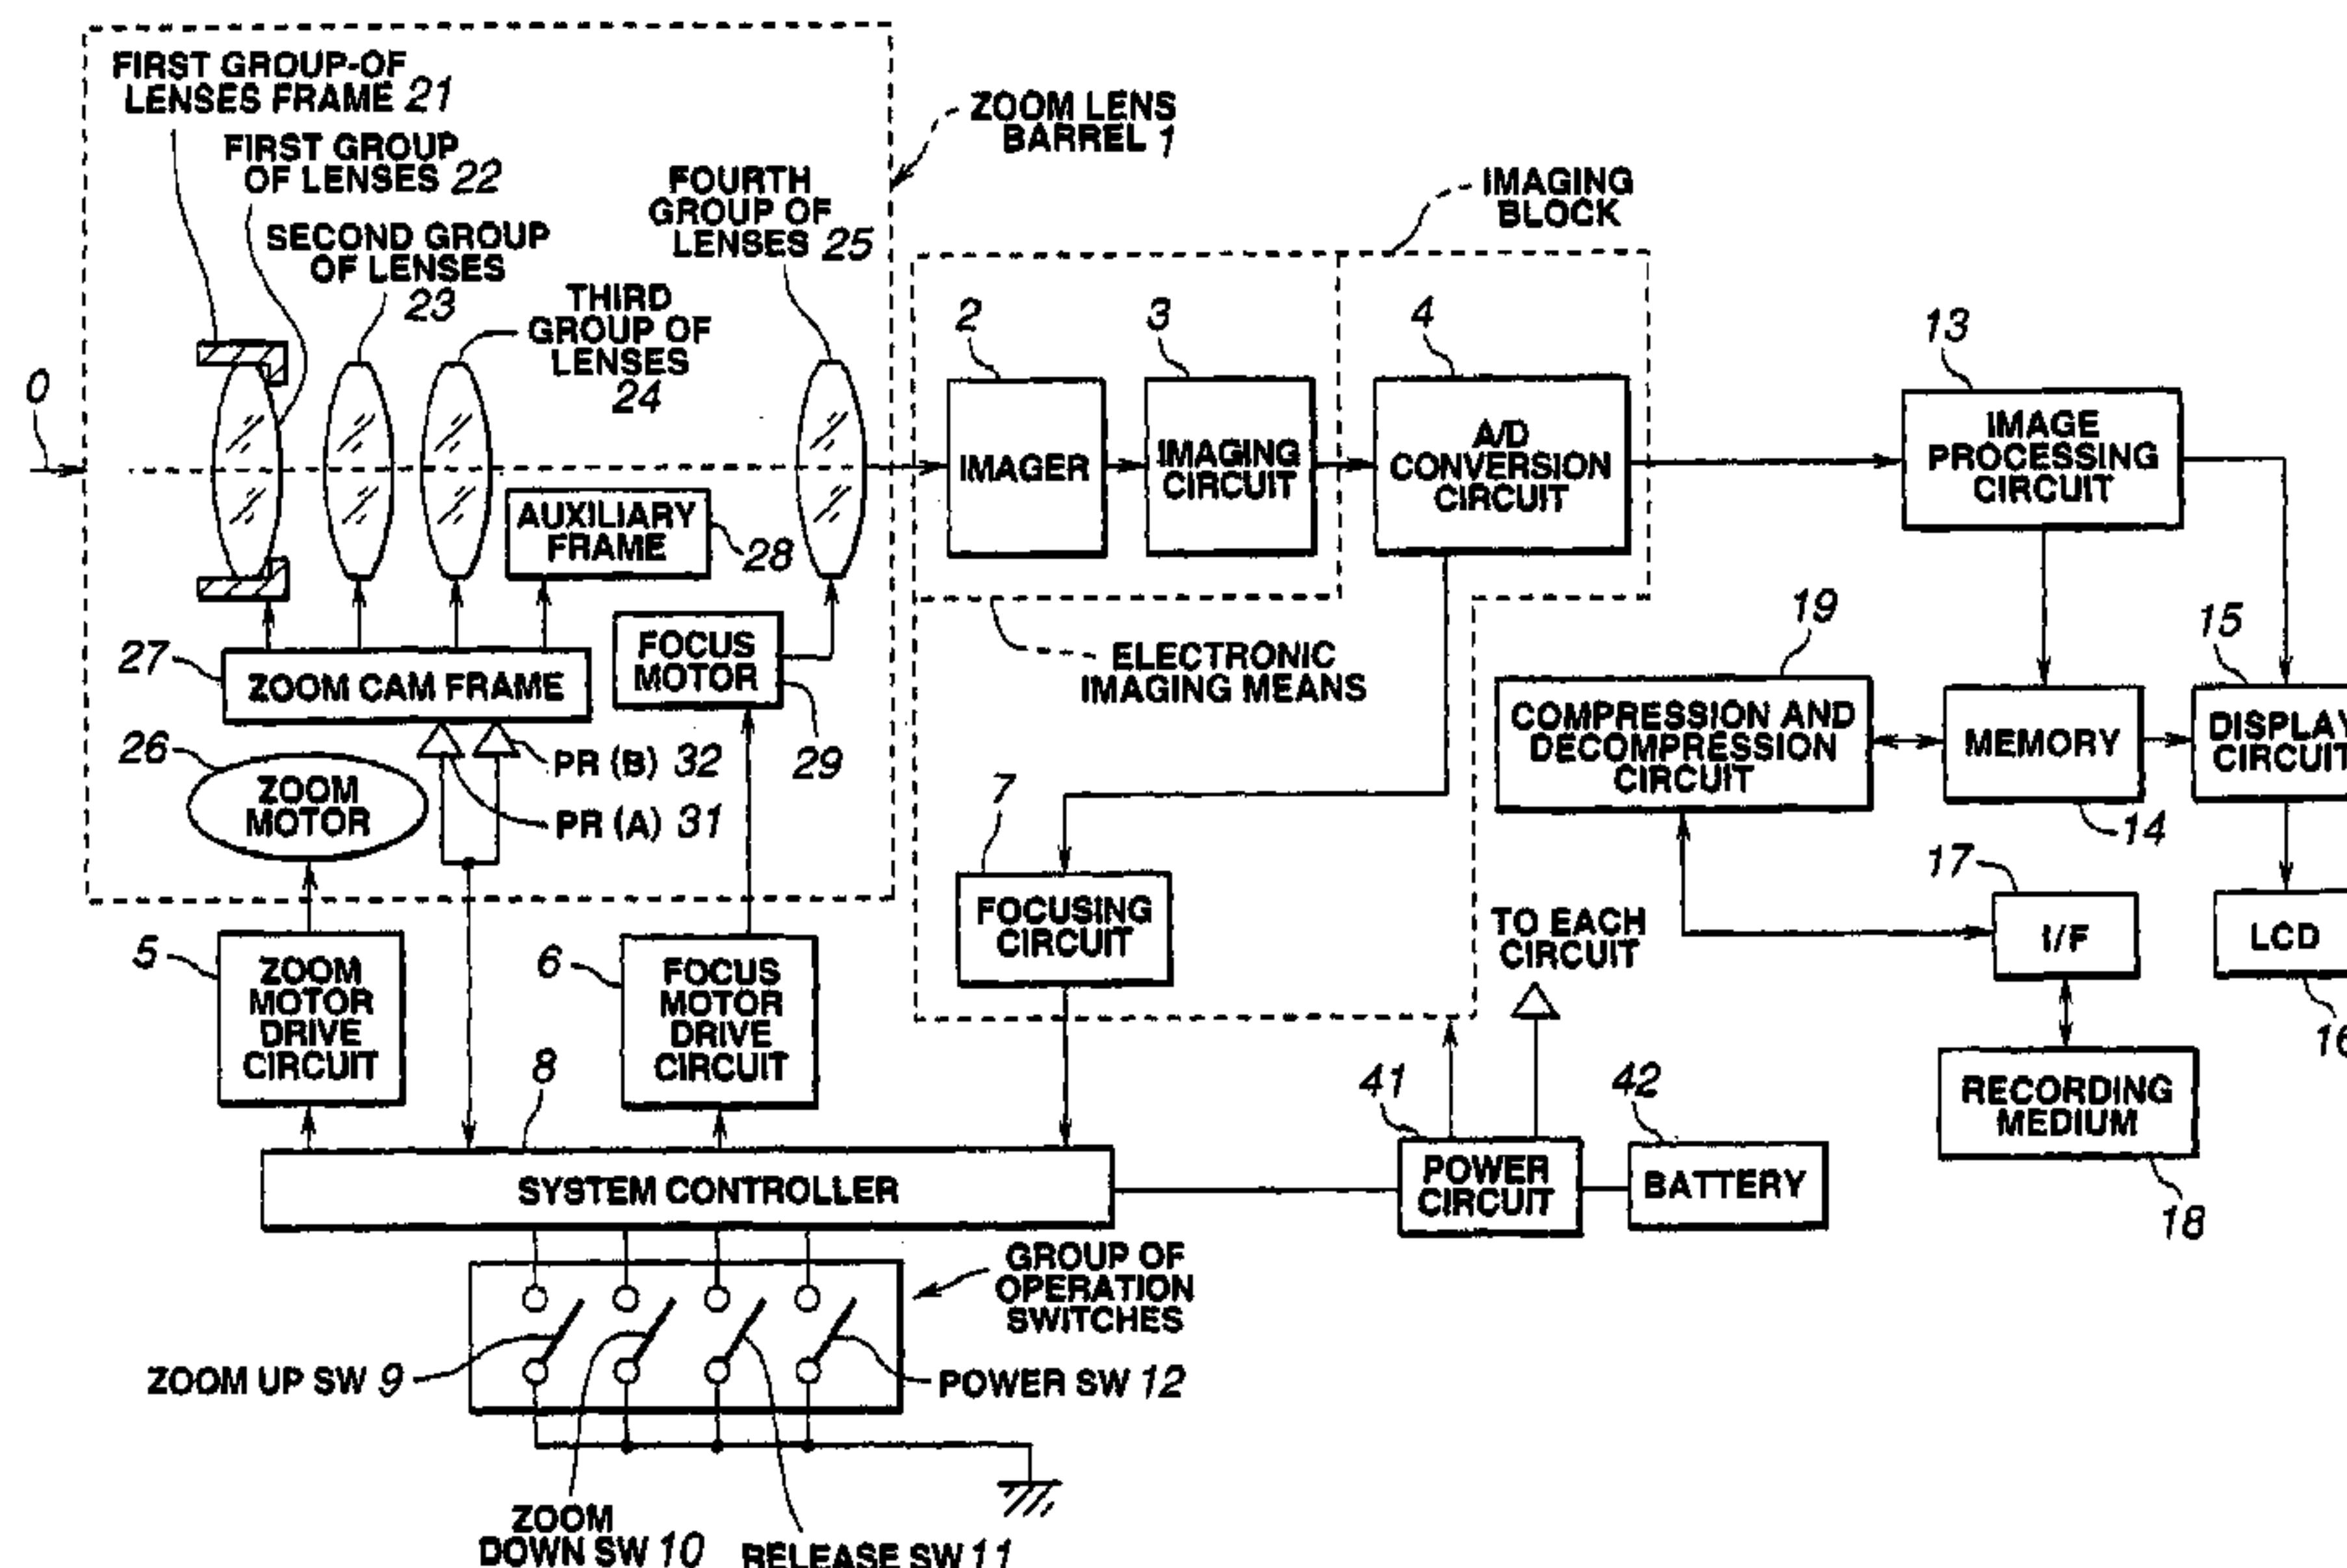 FIRST GROUP-OF
LENSES FRAME 21
FIRST GROUP
OF LENSES 22
SECOND GROUP
OF LENSES
23
THIRD
GROUP OF
LENSES
24
FOURTH
GROUP OF
LENSES 25
ZOOM LENS
BARREL 1
IMAGING
BLOCK
O
2
IMAGER
3
IMAGING
CIRCUIT
4
A/D
CONVERSION
CIRCUIT
13
IMAGE
PROCESSING
CIRCUIT
AUXILIARY
FRAME
28
27
ZOOM CAM FRAME
FOCUS
MOTOR
29
26
ZOOM
MOTOR
PR (B) 32
PR (A) 31
ELECTRONIC
IMAGING MEANS
19
COMPRESSION AND
DECOMPRESSION
CIRCUIT
MEMORY
14
15
DISPLAY
CIRCUIT
7
FOCUSING
CIRCUIT
TO EACH
CIRCUIT
17
I/F
LCD
16
5
ZOOM
MOTOR
DRIVE
CIRCUIT
6
FOCUS
MOTOR
DRIVE
CIRCUIT
RECORDING
MEDIUM
18
8
SYSTEM CONTROLLER
41
POWER
CIRCUIT
42
BATTERY
GROUP OF
OPERATION
SWITCHES
ZOOM UP SW 9
POWER SW 12
ZOOM
DOWN SW 10
RELEASE SW 11